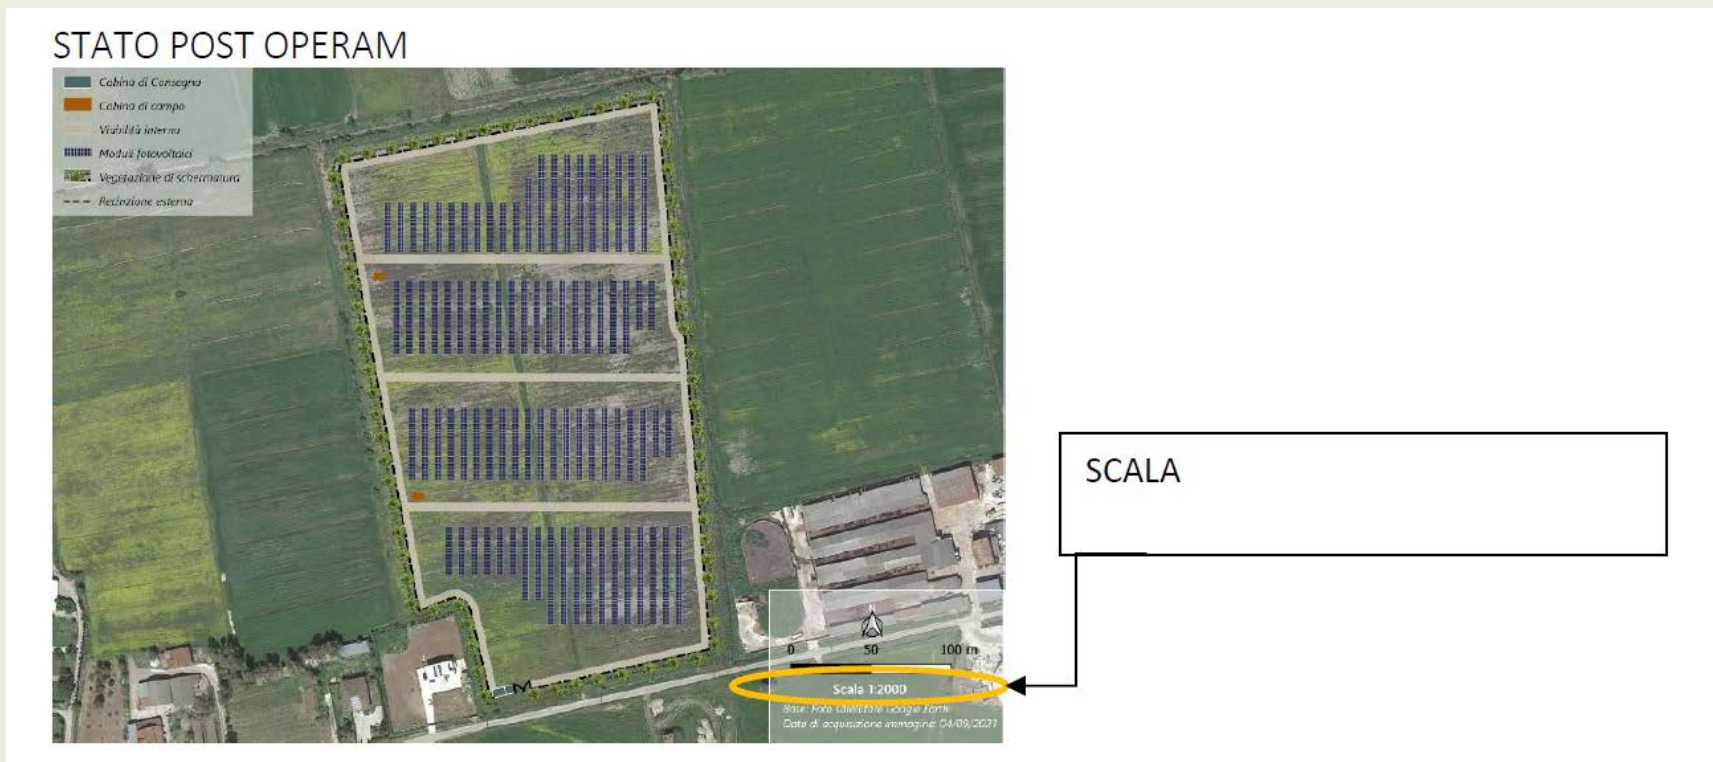 STATO POST OPERAM
Cabina di Consegna
Cabina di campo
Viabilità interna
Moduli fotovoltaici
Vegetazione di schermatura
Recinzione esterna
SCALA
0 50 100 m
Scala 1:2000
Base: Foto satellitare Google Earth
Data di acquisizione immagine: 04/09/2021